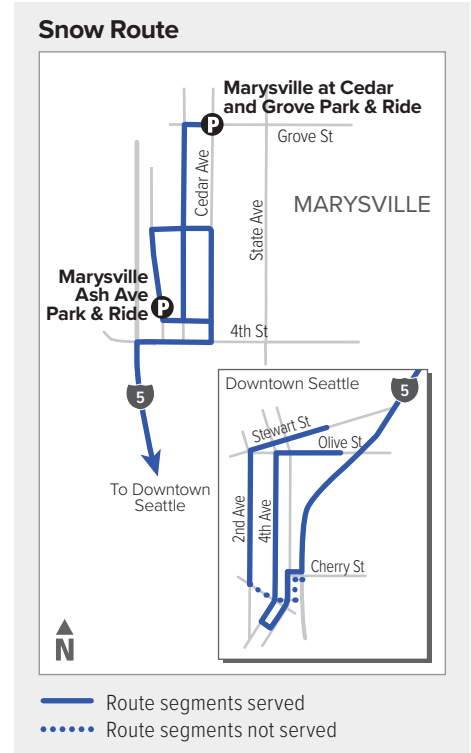 Snow Route
Marysville at Cedar
and Grove Park & Ride
P
Grove St
Cedar Ave
State Ave
MARYSVILLE
Marysville
Ash Ave
Park & Ride
P
4th St
5
To Downtown
Seattle
Downtown Seattle
5
Stewart St
Olive St
2nd Ave
4th Ave
Cherry St
N
Route segments served
Route segments not served